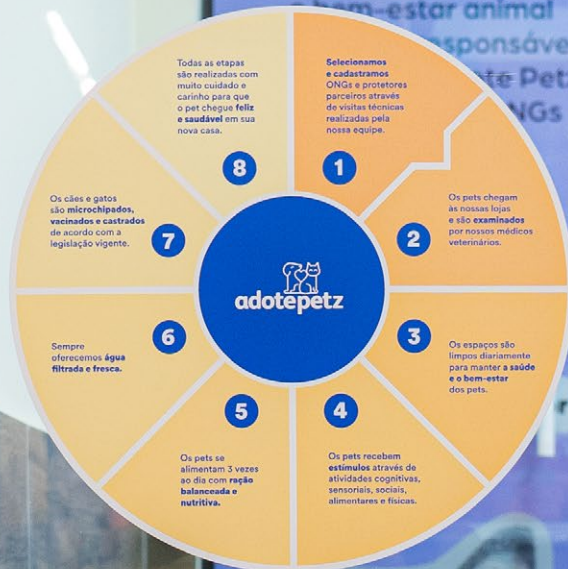 bem-estar animal
Selecionamos
e cadastramos
ONGs e protetores
parceiros através
de visitas técnicas
realizadas pela
nossa equipe.
1
Os pets chegam
às nossas lojas
e são examinados
por nossos médicos
veterinários.
2
3
Os espaços são
limpos diariamente
para manter a saúde
e o bem-estar
dos pets.
4
Os pets recebem
estímulos através de
atividades cognitivas,
sensoriais, sociais,
alimentares e físicas.
5
Os pets se
alimentam 3 vezes
ao dia com ração
balanceada e
nutritiva.
6
Sempre
oferecemos água
filtrada e fresca.
7
Os cães e gatos
são microchipados,
vacinados e castrados
de acordo com a
legislação vigente.
8
Todas as etapas
são realizadas com
muito cuidado e
carinho para que
o pet chegue feliz
e saudável em sua
nova casa.
adotepetz